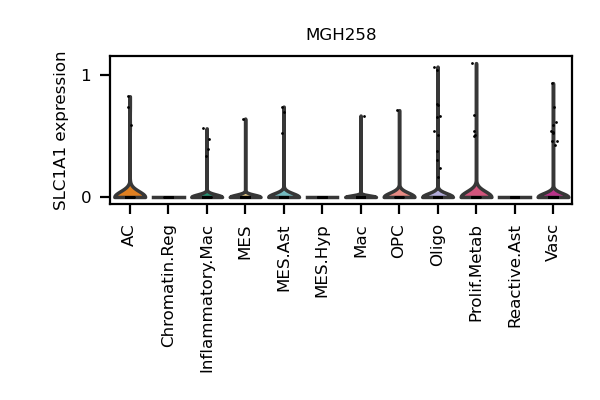 MGH258
SLC1A1 expression
1
0
AC
Chromatin.Reg
Inflammatory.Mac
MES
MES.Ast
MES.Hyp
Mac
OPC
Oligo
Prolif.Metab
Reactive.Ast
Vasc